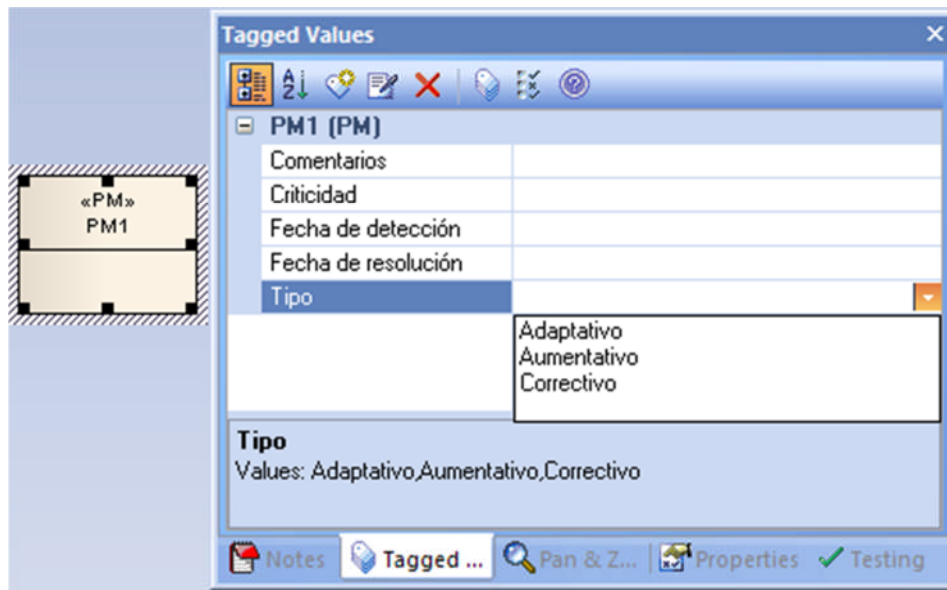 Tagged Values
PM1 (PM)
Comentarios
Criticidad
Fecha de detección
Fecha de resolución
Tipo
Adaptativo
Aumentativo
Correctivo
Tipo
Values: Adaptativo,Aumentativo,Correctivo
Notes Tagged ... Pan & Z... Properties Testing
«PM»
PM1